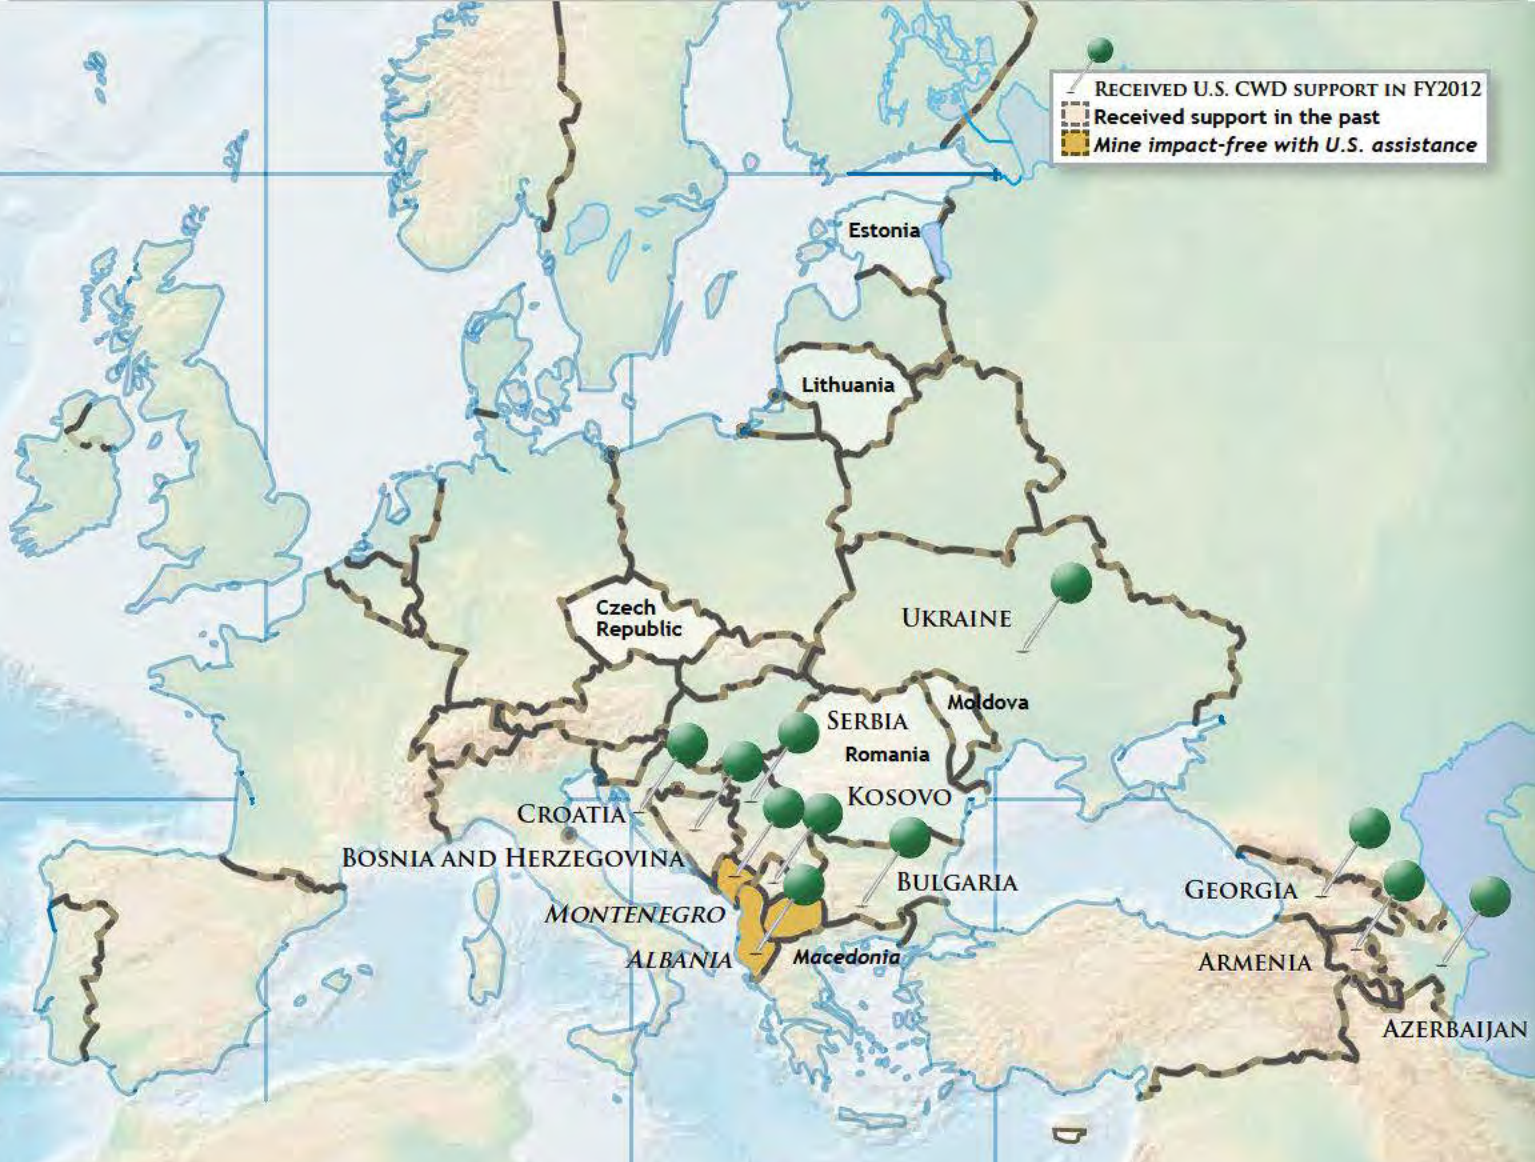 RECEIVED U.S. CWD SUPPORT IN FY2012
Received support in the past
Mine impact-free with U.S. assistance
Estonia
Lithuania
Czech
Republic
UKRAINE
Moldova
SERBIA
Romania
KOSOVO
CROATIA
BOSNIA AND HERZEGOVINA
BULGARIA
GEORGIA
MONTENEGRO
ALBANIA
Macedonia
ARMENIA
AZERBAIJAN